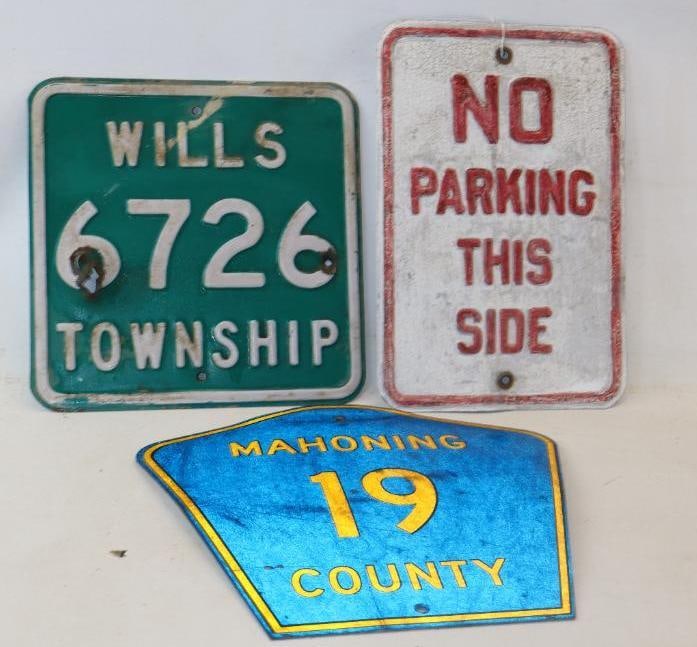 WILLS
6726
TOWNSHIP
NO
PARKING
THIS
SIDE
MAHONING
19
COUNTY